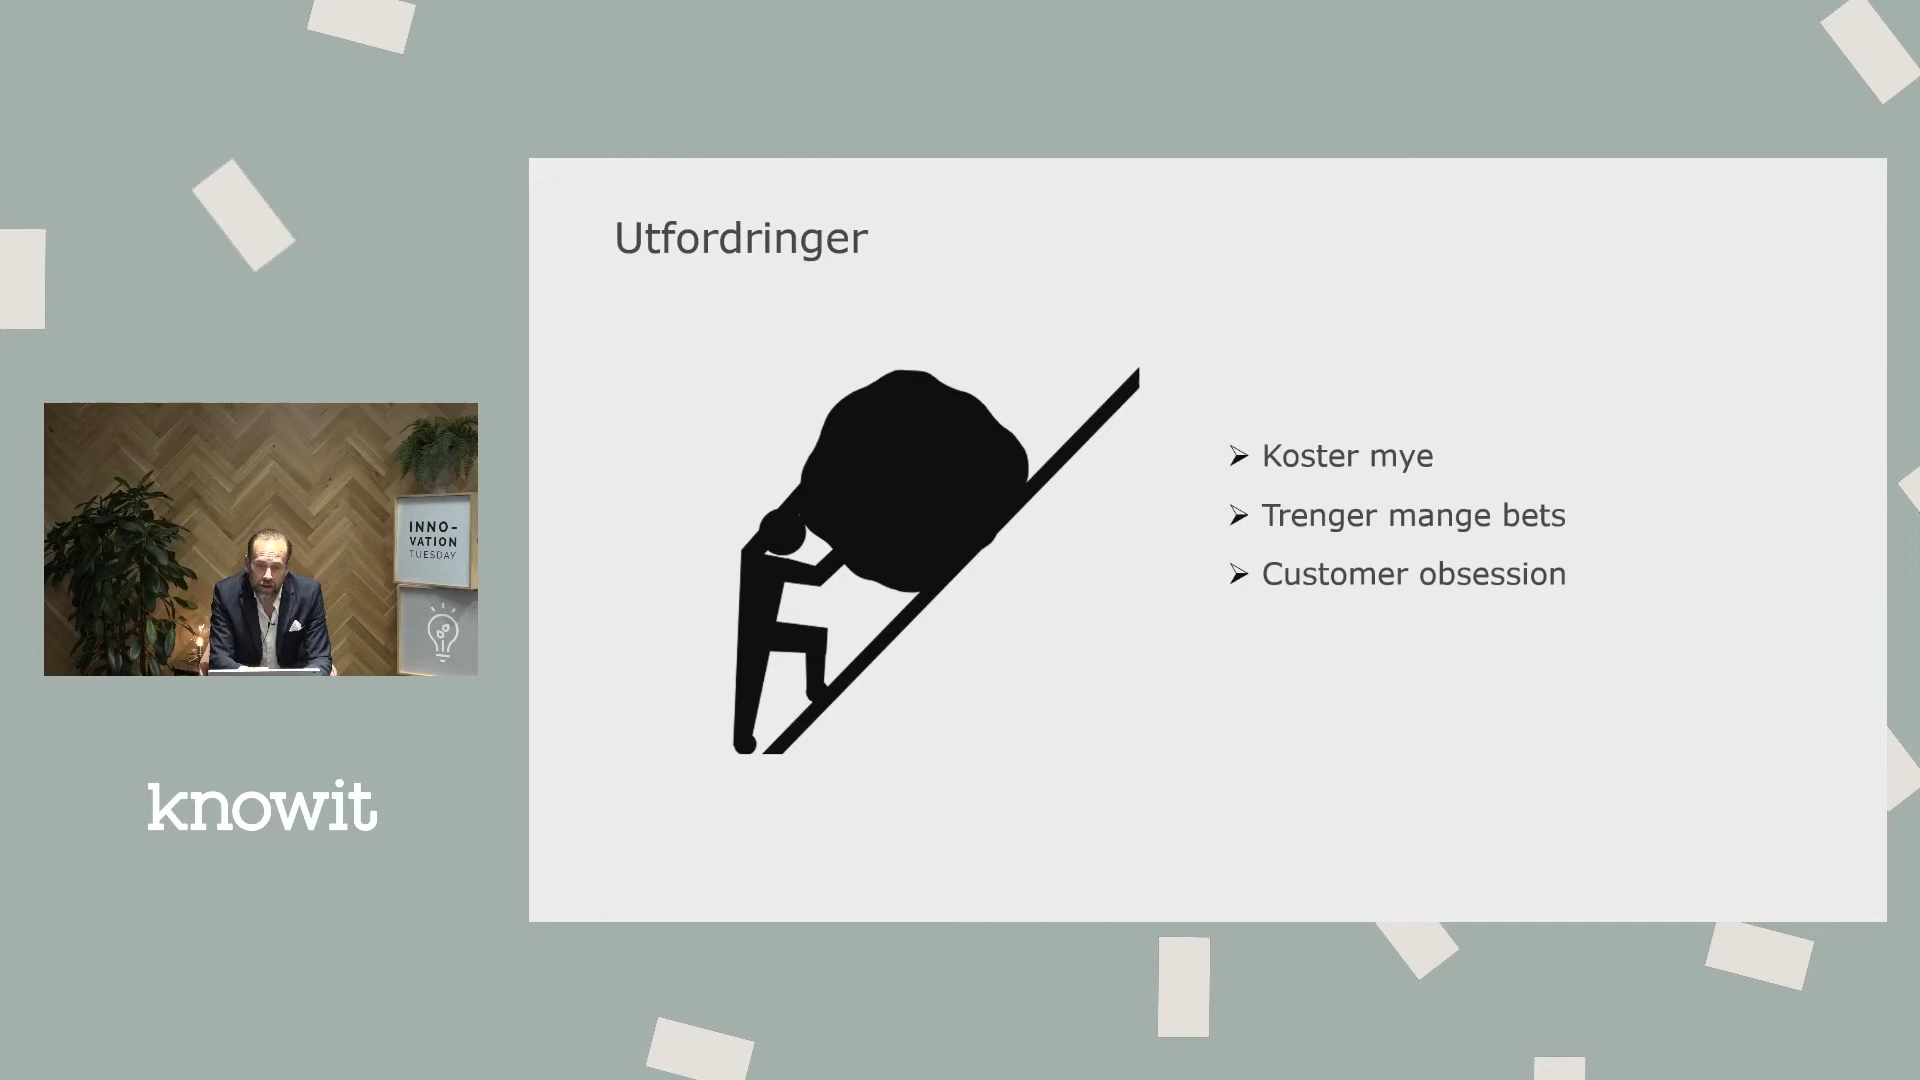 Utfordringer
Koster mye
Trenger mange bets
Customer obsession
INNO-
VATION
TUESDAY
knowit